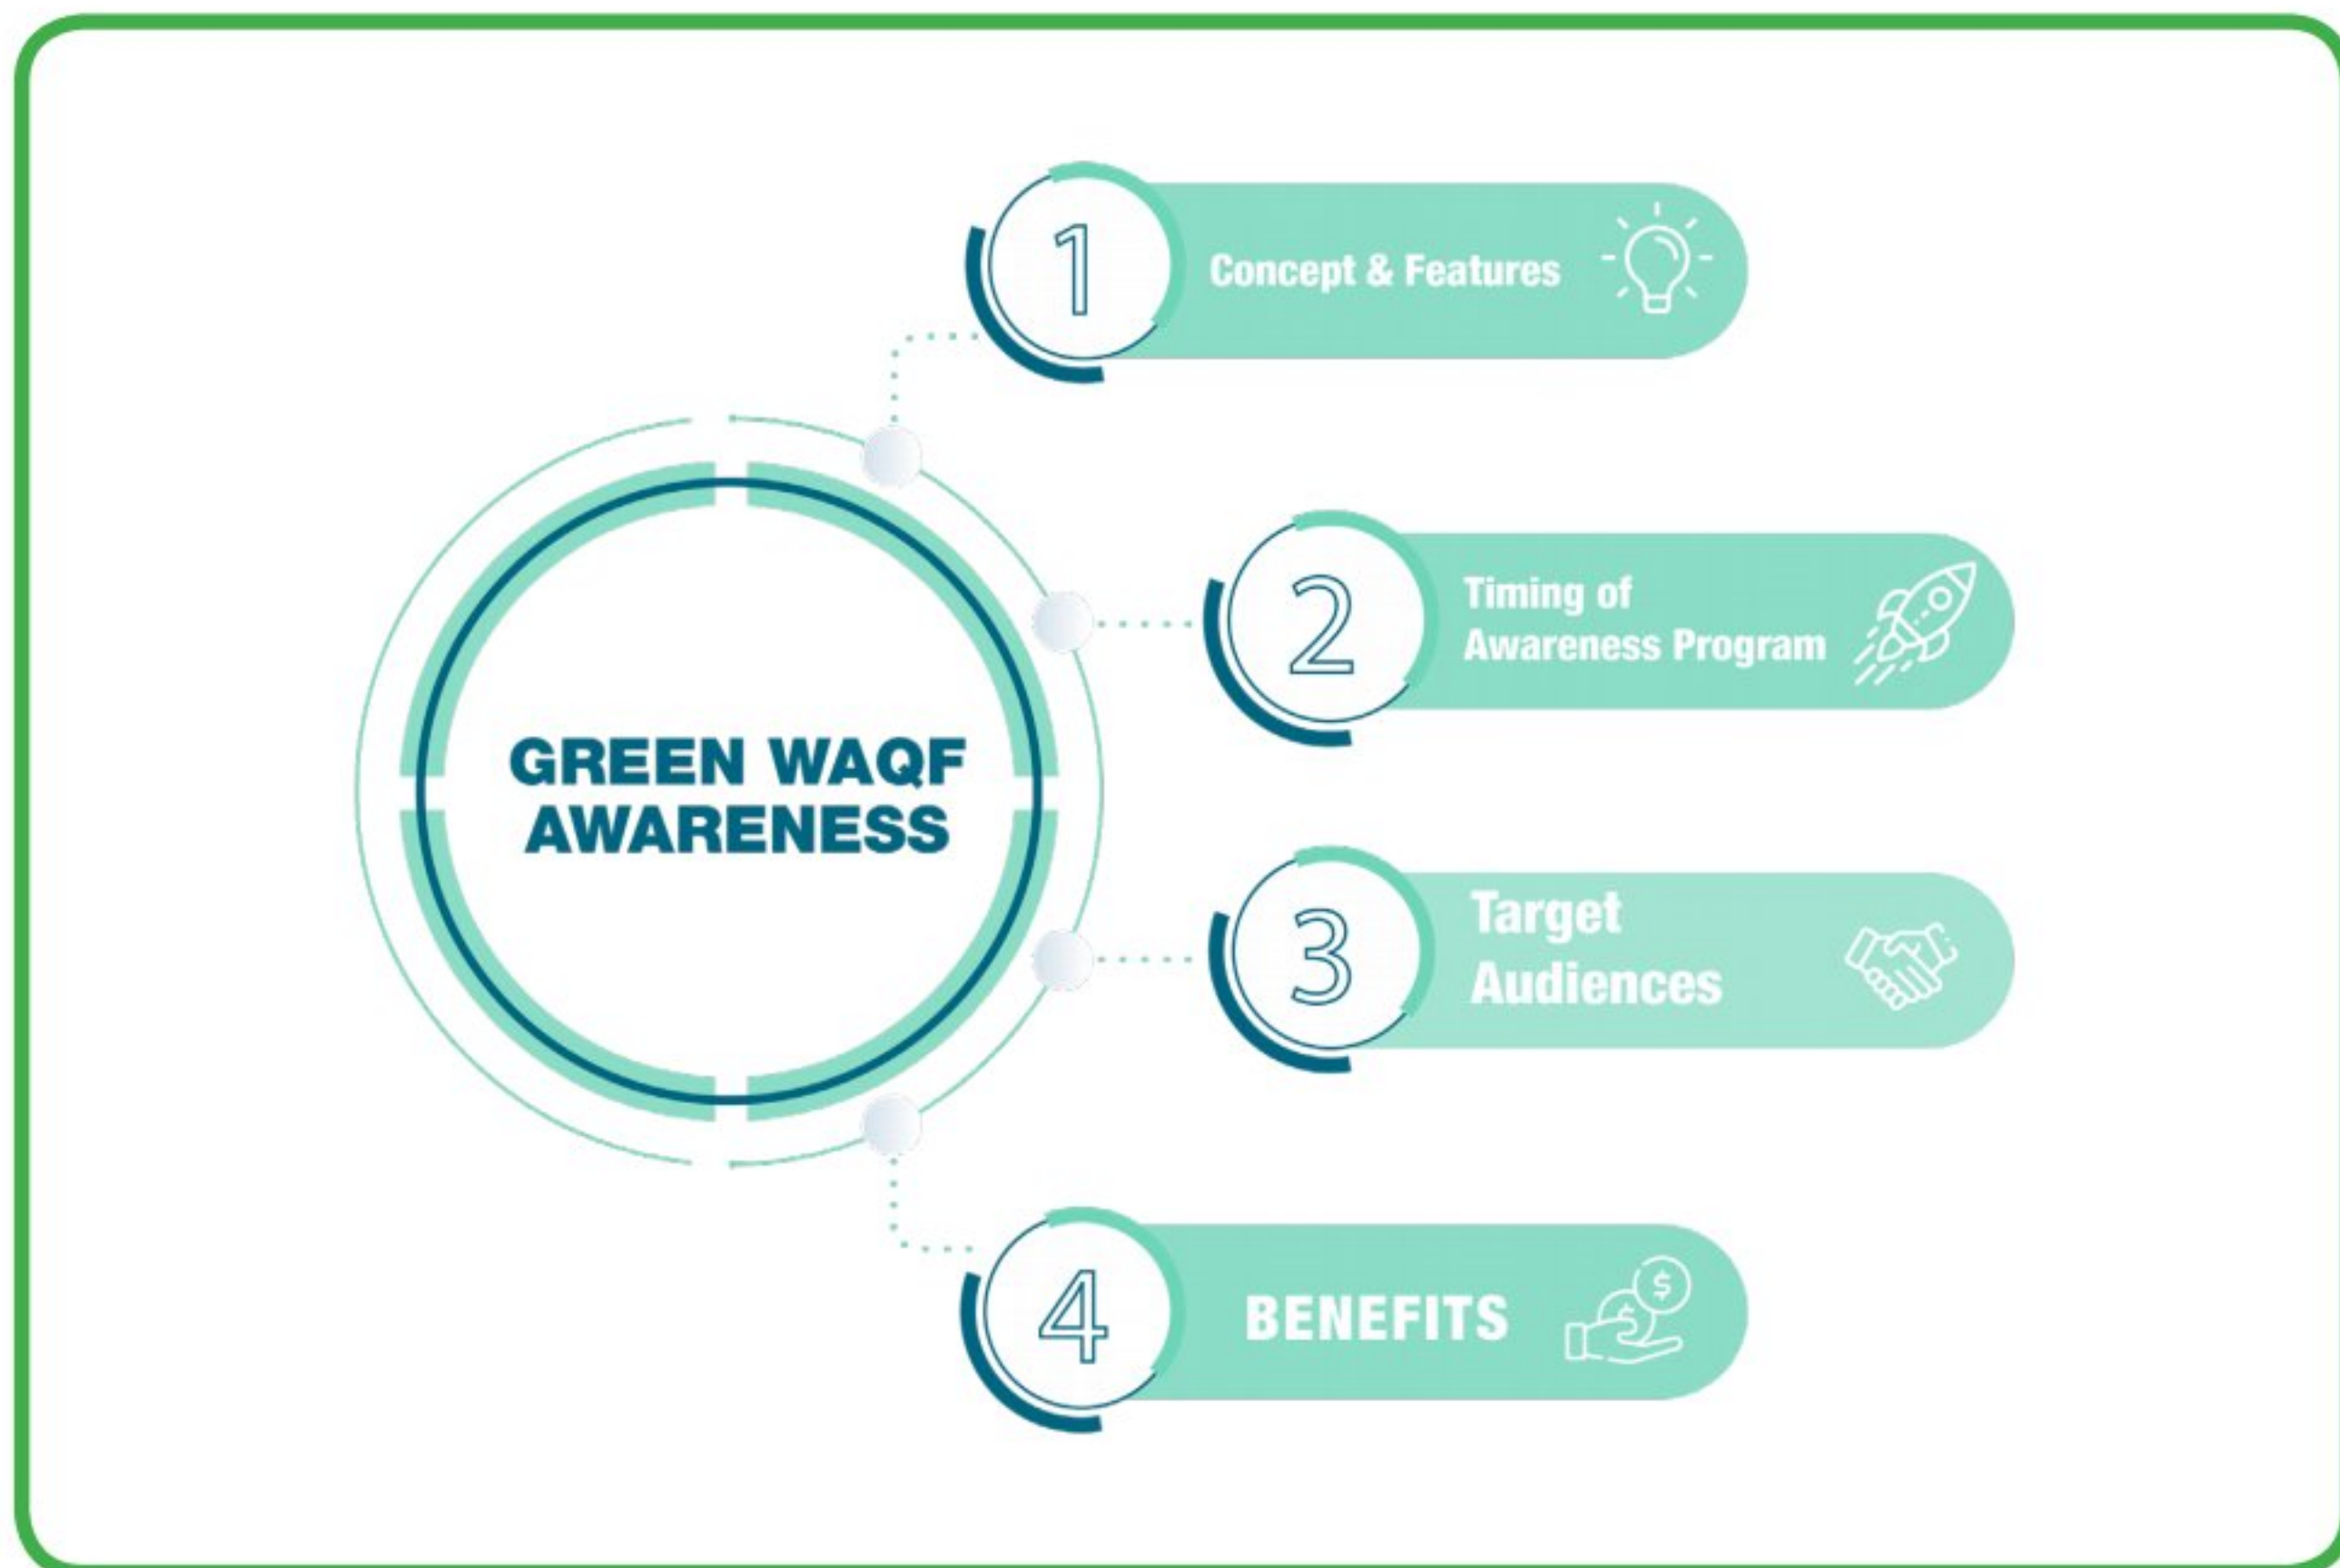 GREEN WAQF
AWARENESS
1
Concept & Features
2
Timing of
Awareness Program
3
Target
Audiences
4
BENEFITS
$
$